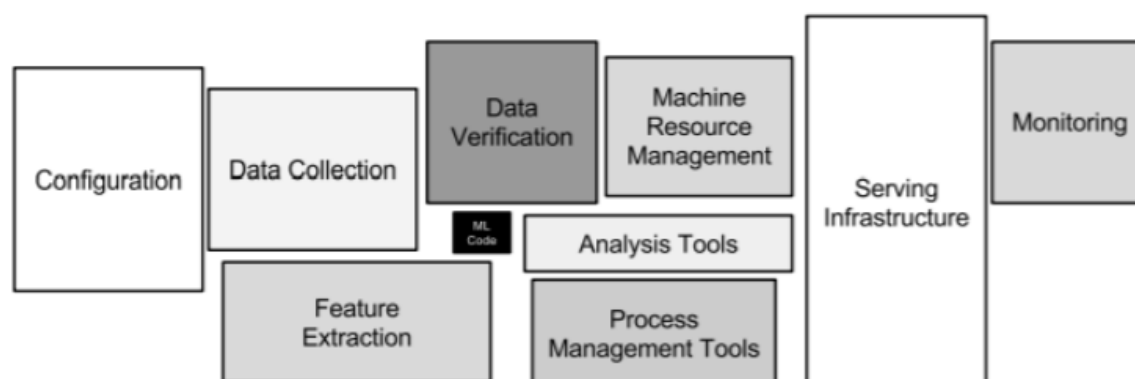 Configuration
Data Collection
Data
Verification
Machine
Resource
Management
Monitoring
Serving
Infrastructure
ML
Code
Analysis Tools
Feature
Extraction
Process
Management Tools